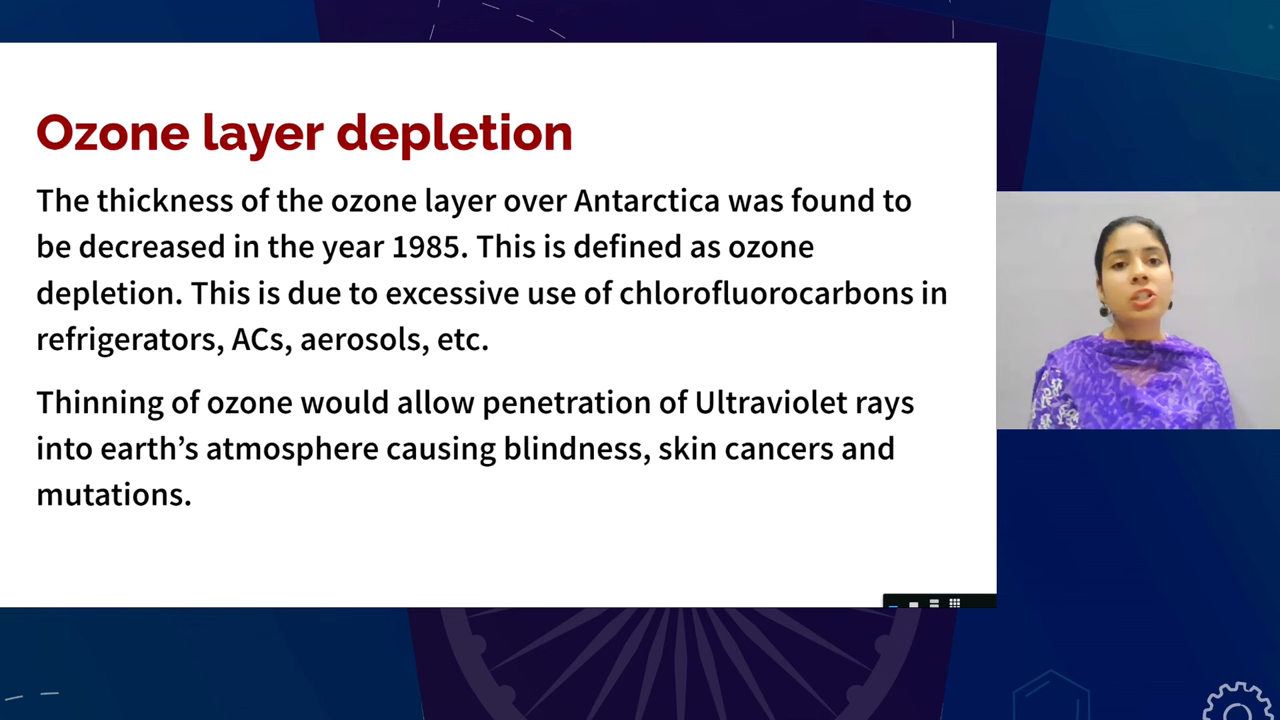 Ozone layer depletion
The thickness of the ozone layer over Antarctica was found to
be decreased in the year 1985. This is defined as ozone
depletion. This is due to excessive use of chlorofluorocarbons in
refrigerators, ACs, aerosols, etc.
Thinning of ozone would allow penetration of Ultraviolet rays
into earth’s atmosphere causing blindness, skin cancers and
mutations.